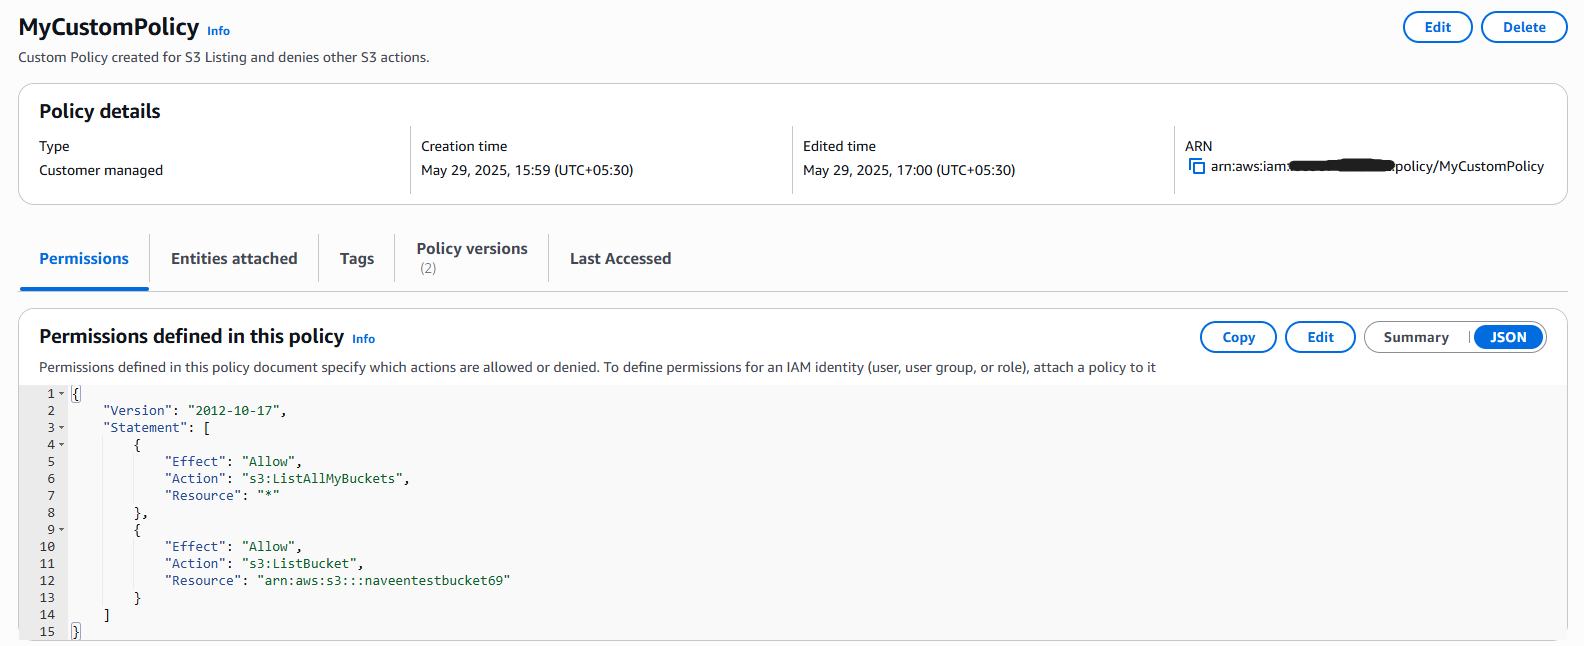 MyCustomPolicy Info
Edit
Delete
Custom Policy created for S3 Listing and denies other S3 actions.
Policy details
Type
Customer managed
Creation time
May 29, 2025, 15:59 (UTC+05:30)
Edited time
May 29, 2025, 17:00 (UTC+05:30)
ARN
arn:aws:iam: policy/MyCustomPolicy
Permissions
Entities attached
Tags
Policy versions
(2)
Last Accessed
Permissions defined in this policy Info
Copy
Edit
Summary
JSON
Permissions defined in this policy document specify which actions are allowed or denied. To define permissions for an IAM identity (user, user group, or role), attach a policy to it
1 {
2 "Version": "2012-10-17",
3 "Statement": [
4 {
5 "Effect": "Allow",
6 "Action": "s3:ListAllMyBuckets",
7 "Resource": "*"
8 },
9 {
10 "Effect": "Allow",
11 "Action": "s3:ListBucket",
12 "Resource": "arn:aws:s3:::naveentestbucket69"
13 }
14 ]
15 }